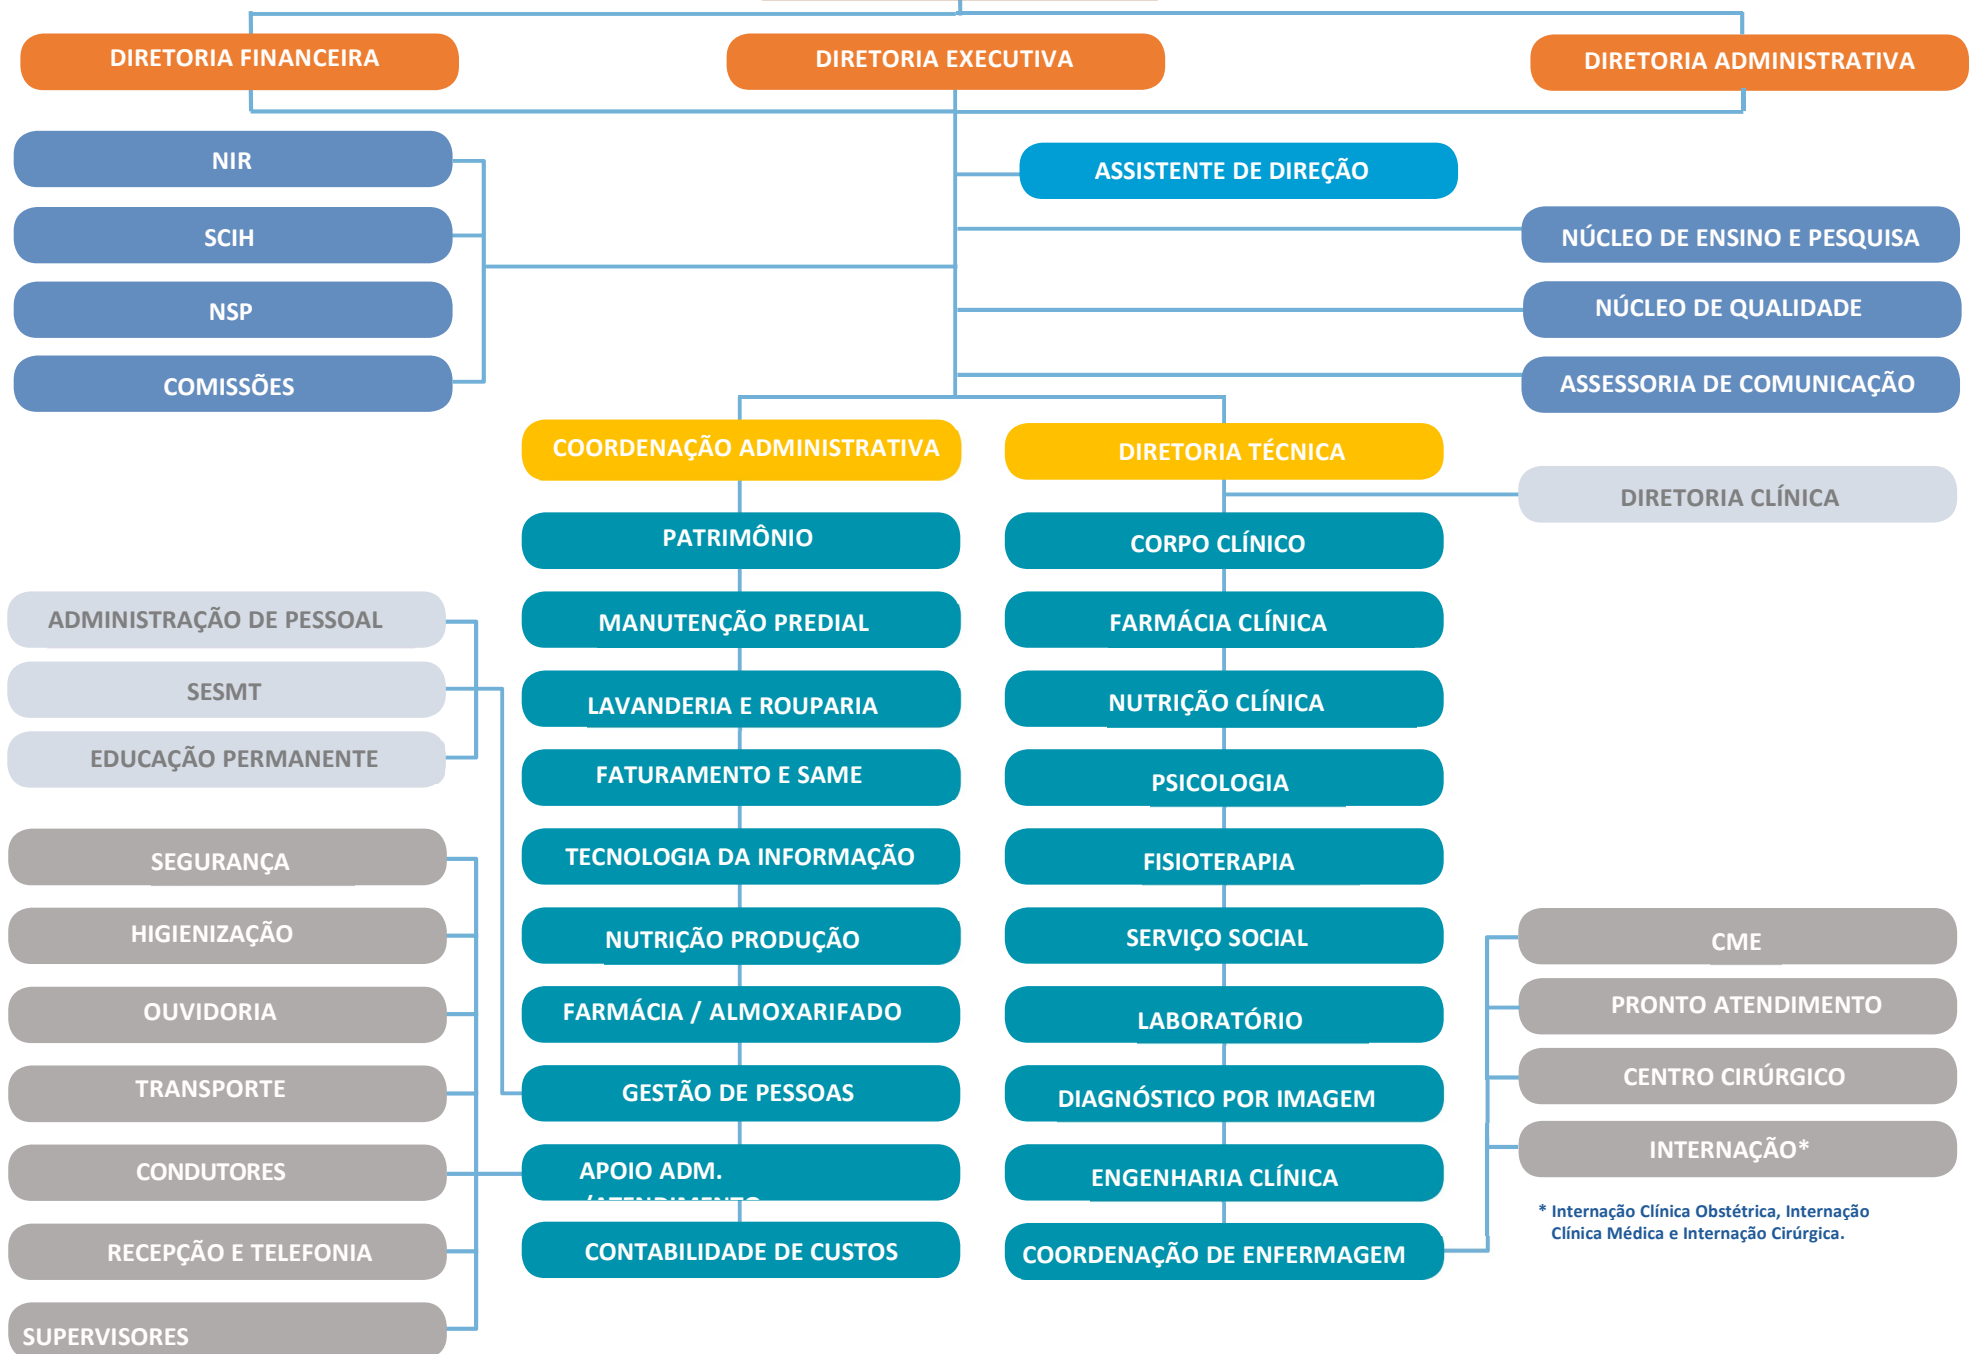 DIRETORIA FINANCEIRA
DIRETORIA EXECUTIVA
DIRETORIA ADMINISTRATIVA
NIR
SCIH
NSP
COMISSÕES
ASSISTENTE DE DIREÇÃO
NÚCLEO DE ENSINO E PESQUISA
NÚCLEO DE QUALIDADE
ASSESSORIA DE COMUNICAÇÃO
COORDENAÇÃO ADMINISTRATIVA
DIRETORIA TÉCNICA
DIRETORIA CLÍNICA
PATRIMÔNIO
MANUTENÇÃO PREDIAL
LAVANDERIA E ROUPARIA
FATURAMENTO E SAME
TECNOLOGIA DA INFORMAÇÃO
NUTRIÇÃO PRODUÇÃO
FARMÁCIA / ALMOXARIFADO
GESTÃO DE PESSOAS
APOIO ADM.
/ATENDIMENTO
CONTABILIDADE DE CUSTOS
CORPO CLÍNICO
FARMÁCIA CLÍNICA
NUTRIÇÃO CLÍNICA
PSICOLOGIA
FISIOTERAPIA
SERVIÇO SOCIAL
LABORATÓRIO
DIAGNÓSTICO POR IMAGEM
ENGENHARIA CLÍNICA
COORDENAÇÃO DE ENFERMAGEM
ADMINISTRAÇÃO DE PESSOAL
SESMT
EDUCAÇÃO PERMANENTE
SEGURANÇA
HIGIENIZAÇÃO
OUVIDORIA
TRANSPORTE
CONDUTORES
RECEPÇÃO E TELEFONIA
SUPERVISORES
CME
PRONTO ATENDIMENTO
CENTRO CIRÚRGICO
INTERNAÇÃO*
* Internação Clínica Obstétrica, Internação
Clínica Médica e Internação Cirúrgica.